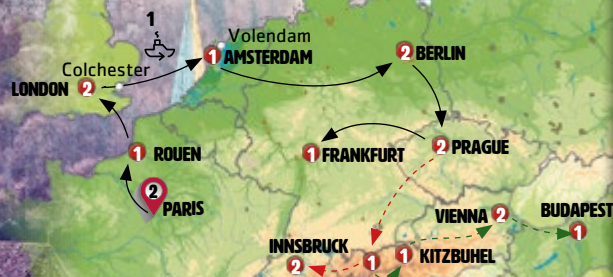 1
Volendam
1 AMSTERDAM
2 BERLIN
Colchester
LONDON 2
1 ROUEN
1 FRANKFURT
2 PRAGUE
2
PARIS
VIENNA 2
BUDAPEST
1
INNSBRUCK
2
1
1 KITZBUHEL